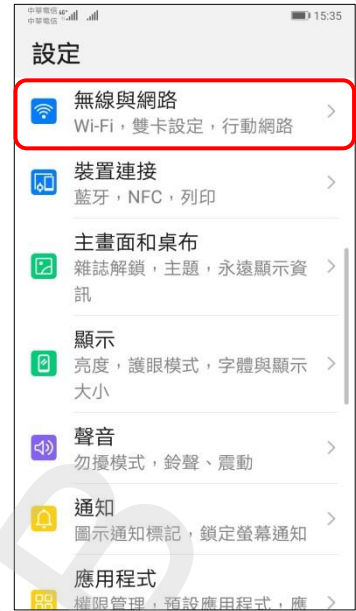 中華電信 4G+
中華電信 15:35
設定
無線與網路
Wi-Fi,雙卡設定,行動網路
裝置連接
藍牙,NFC,列印
主畫面和桌布
雜誌解鎖,主題,永遠顯示資
訊
顯示
亮度,護眼模式,字體與顯示
大小
聲音
勿擾模式,鈴聲、震動
通知
圖示通知標記,鎖定螢幕通知
應用程式
權限管理,預設應用程式,應